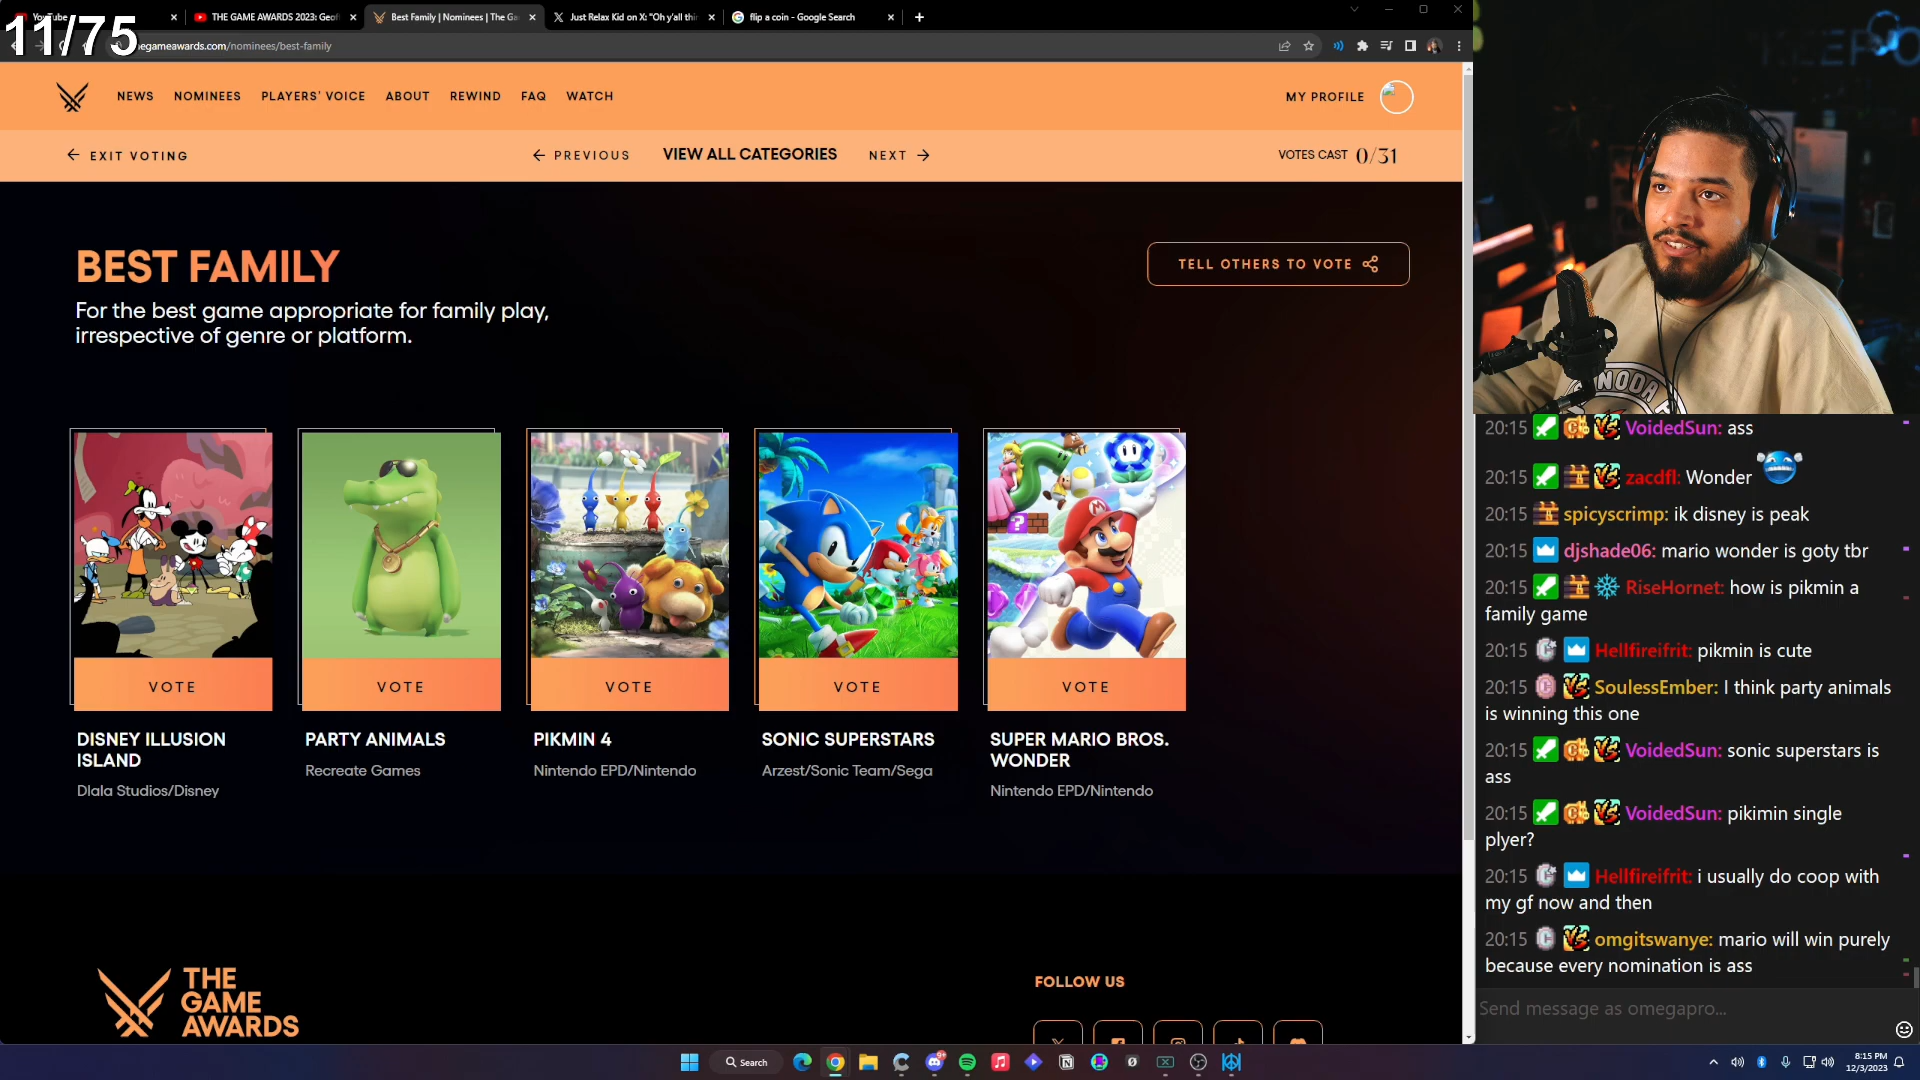 11/75
YouTube
THE GAME AWARDS 2023: Geoff
Best Family | Nominees | The Ga
Just Relax Kid on X: "Oh y'all thi
flip a coin - Google Search
egameawards.com/nominees/best-family
NEWS NOMINEES PLAYERS' VOICE ABOUT REWIND FAQ WATCH
MY PROFILE
← EXIT VOTING
← PREVIOUS VIEW ALL CATEGORIES NEXT →
VOTES CAST 0/31
BEST FAMILY
For the best game appropriate for family play,
irrespective of genre or platform.
TELL OTHERS TO VOTE
VOTE VOTE VOTE VOTE VOTE
DISNEY ILLUSION
ISLAND
Dlala Studios/Disney
PARTY ANIMALS
Recreate Games
PIKMIN 4
Nintendo EPD/Nintendo
SONIC SUPERSTARS
Arzest/Sonic Team/Sega
SUPER MARIO BROS.
WONDER
Nintendo EPD/Nintendo
THE
GAME
AWARDS
FOLLOW US
20:15 VoidedSun: ass
20:15 zacdfl: Wonder
20:15 spicyscrimp: ik disney is peak
20:15 djshade06: mario wonder is goty tbr
20:15 RiseHornet: how is pikmin a
family game
20:15 Hellfireifrit: pikmin is cute
20:15 SoulessEmber: I think party animals
is winning this one
20:15 VoidedSun: sonic superstars is
ass
20:15 VoidedSun: pikimin single
plyer?
20:15 Hellfireifrit: i usually do coop with
my gf now and then
20:15 omgitswanye: mario will win purely
because every nomination is ass
Send message as omegapro...
Search
8:15 PM
12/3/2023